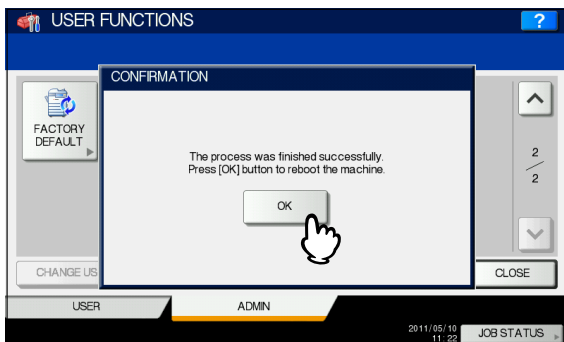 USER FUNCTIONS
?
CONFIRMATION
FACTORY
DEFAULT
The process was finished successfully.
Press [OK] button to reboot the machine.
OK
2
2
CHANGE US
CLOSE
USER
ADMIN
2011/05/10
11:22
JOB STATUS